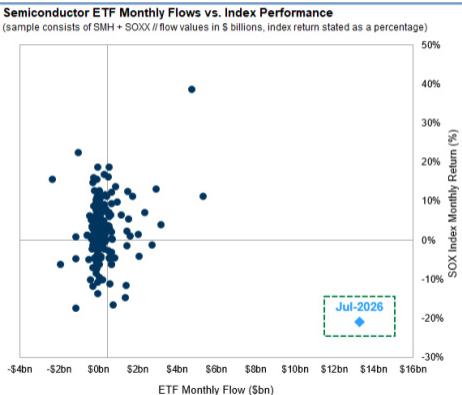 Semiconductor ETF Monthly Flows vs. Index Performance
(sample consists of SMH + SOXX // flow values in $ billions, index return stated as a percentage)
50%
40%
30%
20%
10%
0%
-10%
-20%
-30%
SOX Index Monthly Return (%)
Jul-2026
-$4bn -$2bn $0bn $2bn $4bn $6bn $8bn $10bn $12bn $14bn $16bn
ETF Monthly Flow ($bn)